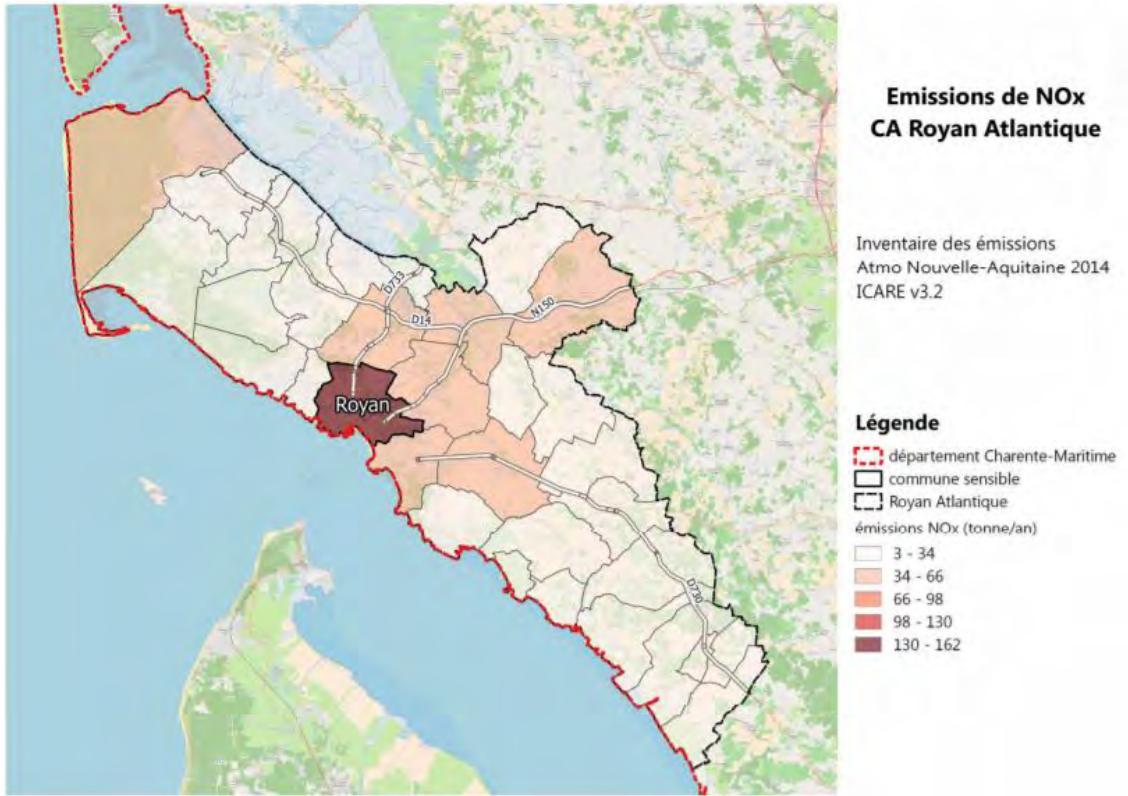 Emissions de NOx
CA Royan Atlantique
Inventaire des émissions
Atmo Nouvelle-Aquitaine 2014
ICARE v3.2
D733
D14
N150
Royan
D730
Légende
département Charente-Maritime
commune sensible
Royan Atlantique
émissions NOx (tonne/an)
3 - 34
34 - 66
66 - 98
98 - 130
130 - 162